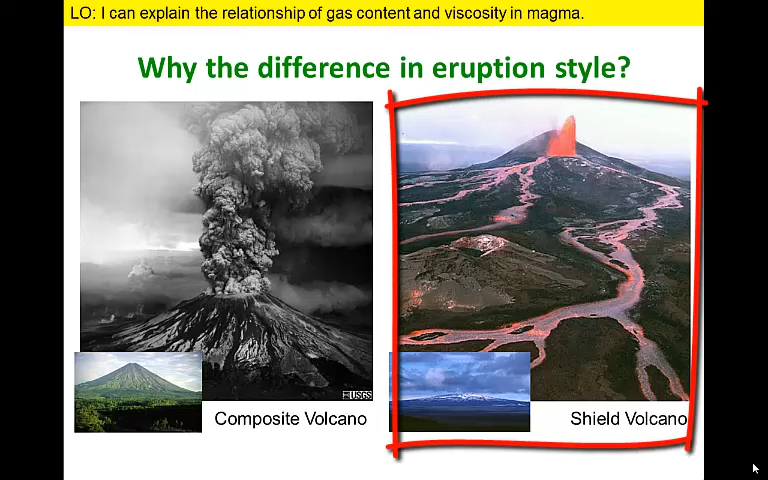 LO: I can explain the relationship of gas content and viscosity in magma.
Why the difference in eruption style?
USGS
Composite Volcano
Shield Volcano